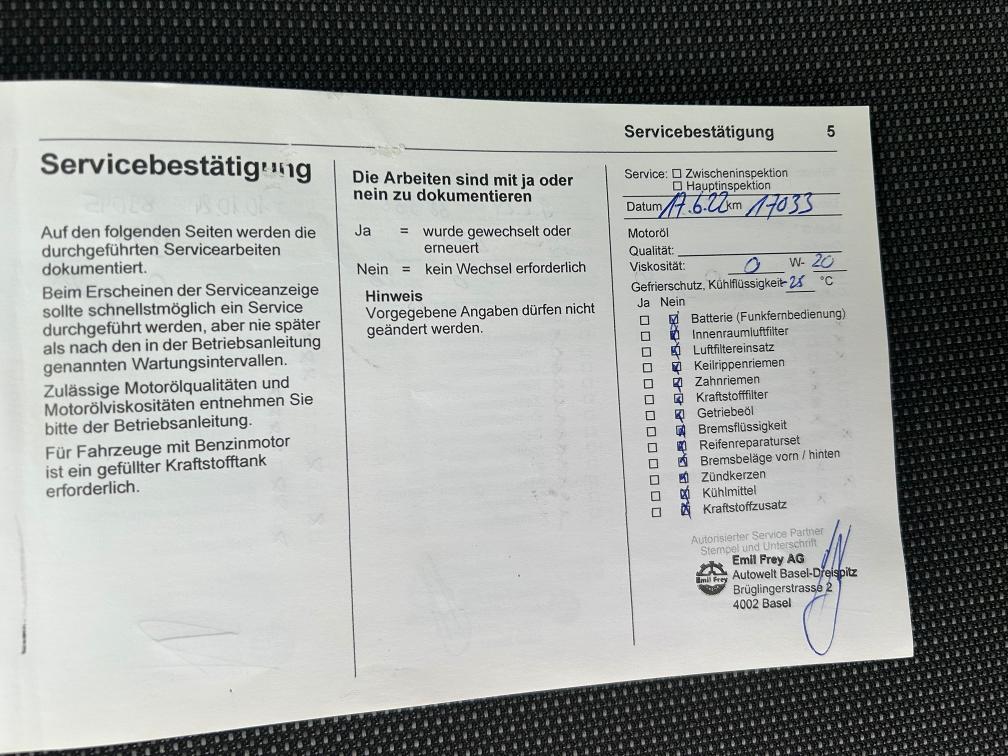 Servicebestätigung 5
Servicebestätigung
Auf den folgenden Seiten werden die
durchgeführten Servicearbeiten
dokumentiert.
Beim Erscheinen der Serviceanzeige
sollte schnellstmöglich ein Service
durchgeführt werden, aber nie später
als nach den in der Betriebsanleitung
genannten Wartungsintervallen.
Zulässige Motorölqualitäten und
Motorölviskositäten entnehmen Sie
bitte der Betriebsanleitung.
Für Fahrzeuge mit Benzinmotor
ist ein gefüllter Kraftstofftank
erforderlich.
Die Arbeiten sind mit ja oder
nein zu dokumentieren
Ja = wurde gewechselt oder
erneuert
Nein = kein Wechsel erforderlich
Hinweis
Vorgegebene Angaben dürfen nicht
geändert werden.
Service: Zwischeninspektion
Hauptinspektion
Datum 17.6.22 km 17033
Motoröl
Qualität:
Viskosität: 0 W- 20
Gefrierschutz, Kühlflüssigkeit -25 °C
Ja Nein
Batterie (Funkfernbedienung)
Innenraumluftfilter
Luftfiltereinsatz
Keilrippenriemen
Zahnriemen
Kraftstofffilter
Getriebeöl
Bremsflüssigkeit
Reifenreparaturset
Bremsbeläge vorn / hinten
Zündkerzen
Kühlmittel
Kraftstoffzusatz
Autorisierter Service Partner
Stempel und Unterschrift
Emil Frey AG
Emil Frey
Autowelt Basel-Dreispitz
Brüglingerstrasse 2
4002 Basel